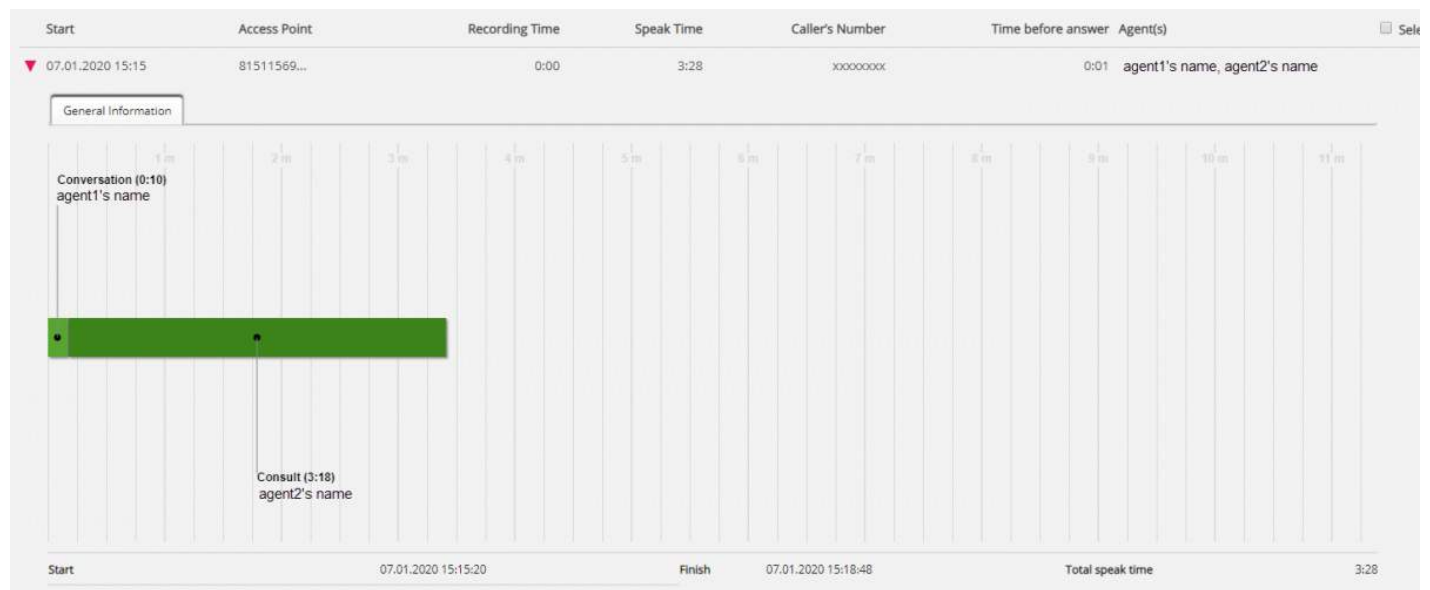 Start Access Point Recording Time Speak Time Caller's Number Time before answer Agent(s) Sele
07.01.2020 15:15 81511569... 0:00 3:28 xxxxxxxx 0:01 agent1's name, agent2's name
General Information
1 m 2 m 3 m 4 m 5 m 6 m 7 m 8 m 9 m 10 m 11 m
Conversation (0:10)
agent1's name
Consult (3:18)
agent2's name
Start 07.01.2020 15:15:20 Finish 07.01.2020 15:18:48 Total speak time 3:28